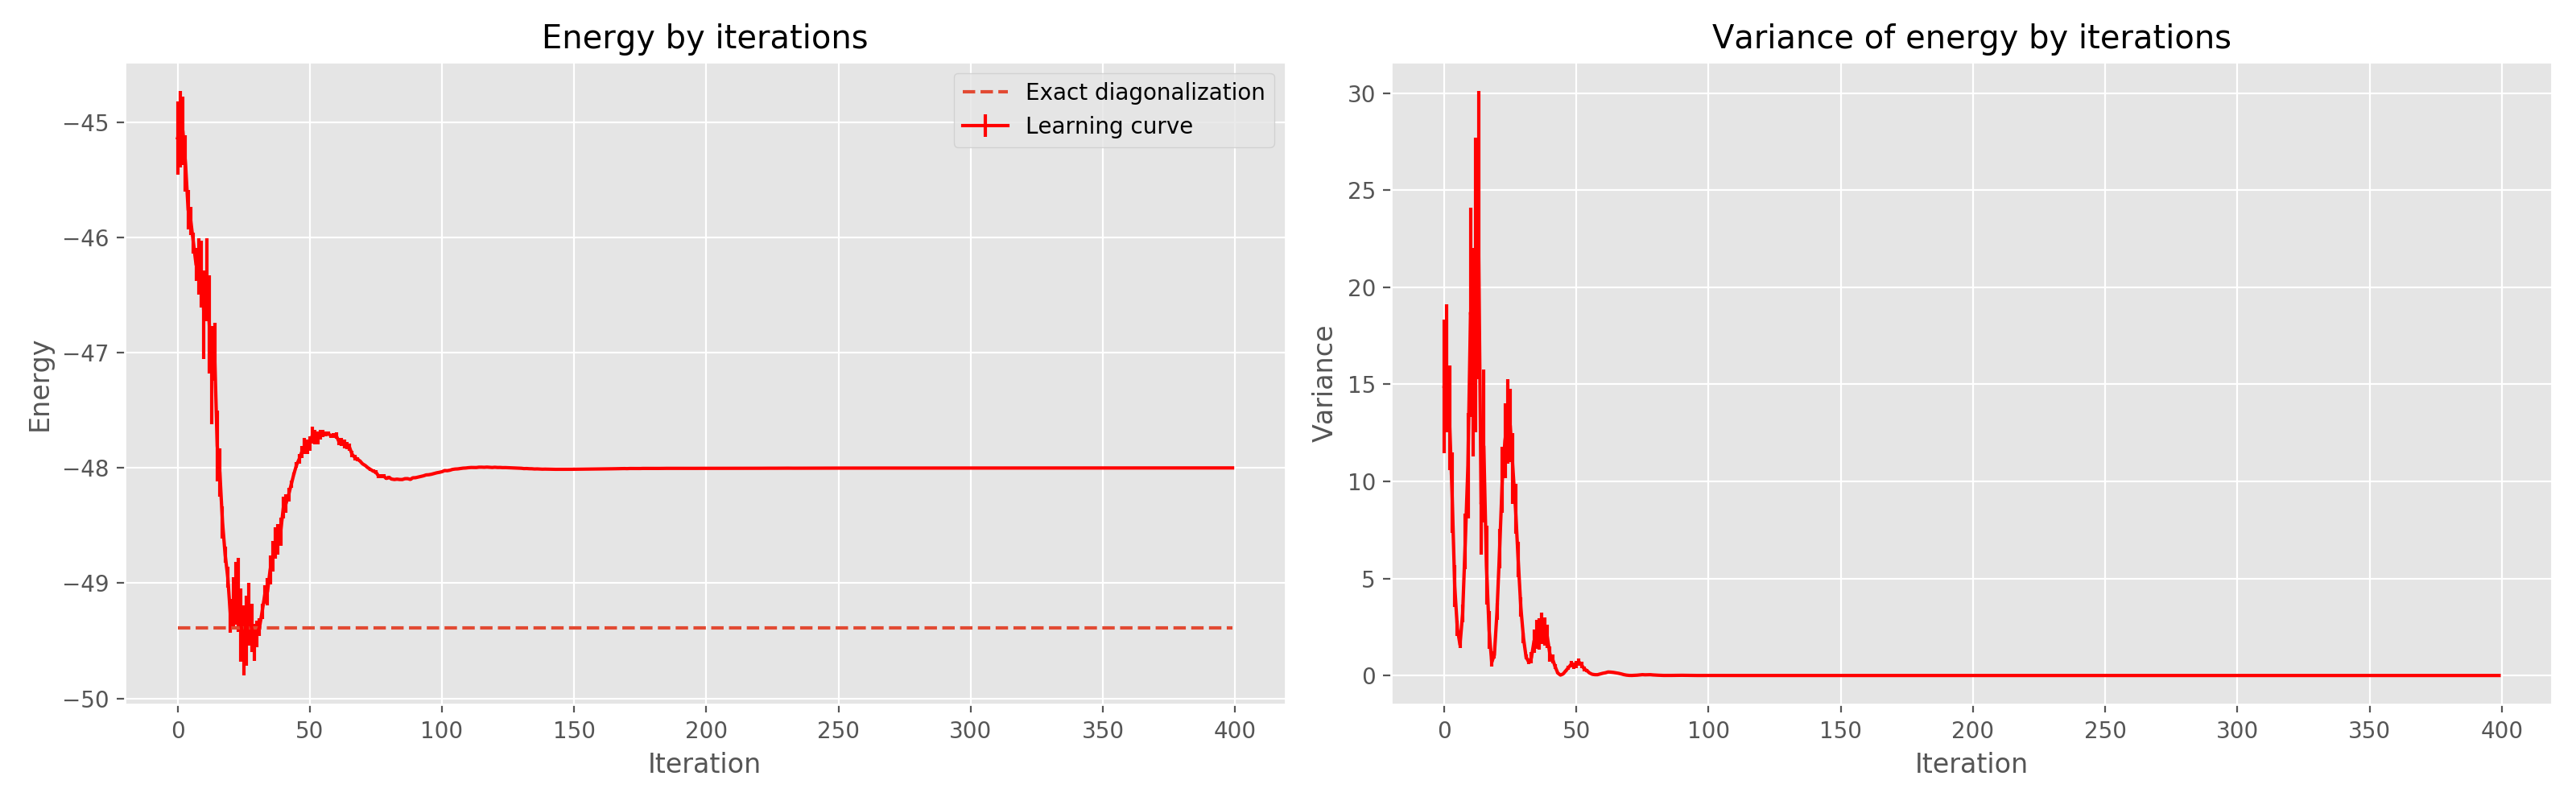 Energy by iterations
Exact diagonalization
Learning curve
−45
−46
−47
−48
−49
−50
Energy
0 50 100 150 200 250 300 350 400
Iteration
Variance of energy by iterations
30
25
20
15
10
5
0
Variance
0 50 100 150 200 250 300 350 400
Iteration